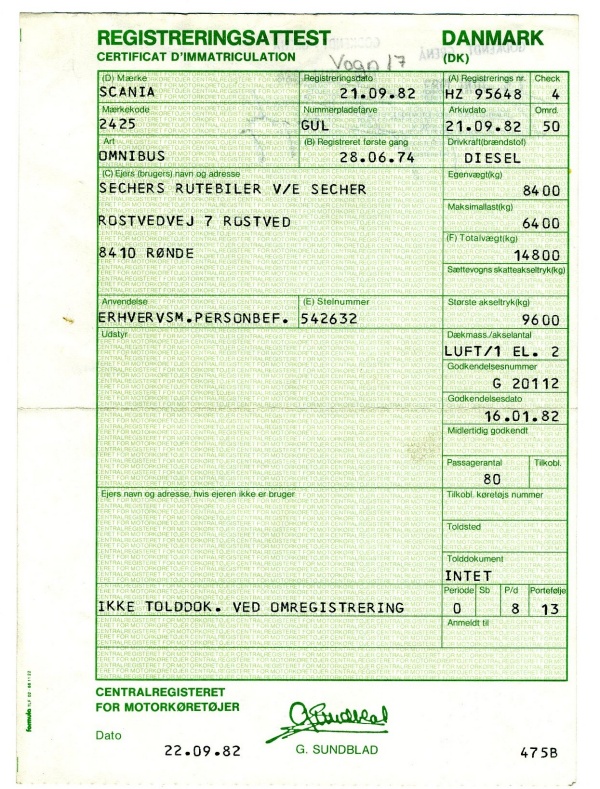 REGISTRERINGSATTEST DANMARK
CERTIFICAT D'IMMATRICULATION (DK)
Vogn 17
(D) Mærke Registreringsdato (A) Registrerings nr. Check
SCANIA 21.09.82 HZ 95648 4
Mærkekode Nummerpladefarve Arkivdato Omrd.
2425 GUL 21.09.82 50
Art (B) Registreret første gang Drivkraft(brændstof)
OMNIBUS 28.06.74 DIESEL
(C) Ejers (brugers) navn og adresse Egenvægt(kg)
SECHERS RUTEBILER V/E SECHER 8400
Maksimallast(kg)
ROSTVEDVEJ 7 ROSTVED 6400
(F) Totalvægt(kg)
8410 RØNDE 14800
Sættevogns skatteakseltryk(kg)
Anvendelse (E) Stelnummer Største akseltryk(kg)
ERHVERVSM.PERSONBEF. 542632 9600
Udstyr Dækmass./akselantal
LUFT/1 EL. 2
Godkendelsesnummer
G 20112
Godkendelsesdato
16.01.82
Midlertidig godkendt
Passagerantal Tilkobl.
80
Ejers navn og adresse, hvis ejeren ikke er bruger Tilkobl. køretøjs nummer
Toldsted
Tolddokument
INTET
Periode Sb P/d Portefølje
IKKE TOLDDOK. VED OMREGISTRERING 0 8 13
Anmeldt til
CENTRALREGISTERET
FOR MOTORKØRETØJER
Dato
22.09.82 G. SUNDBLAD 475B